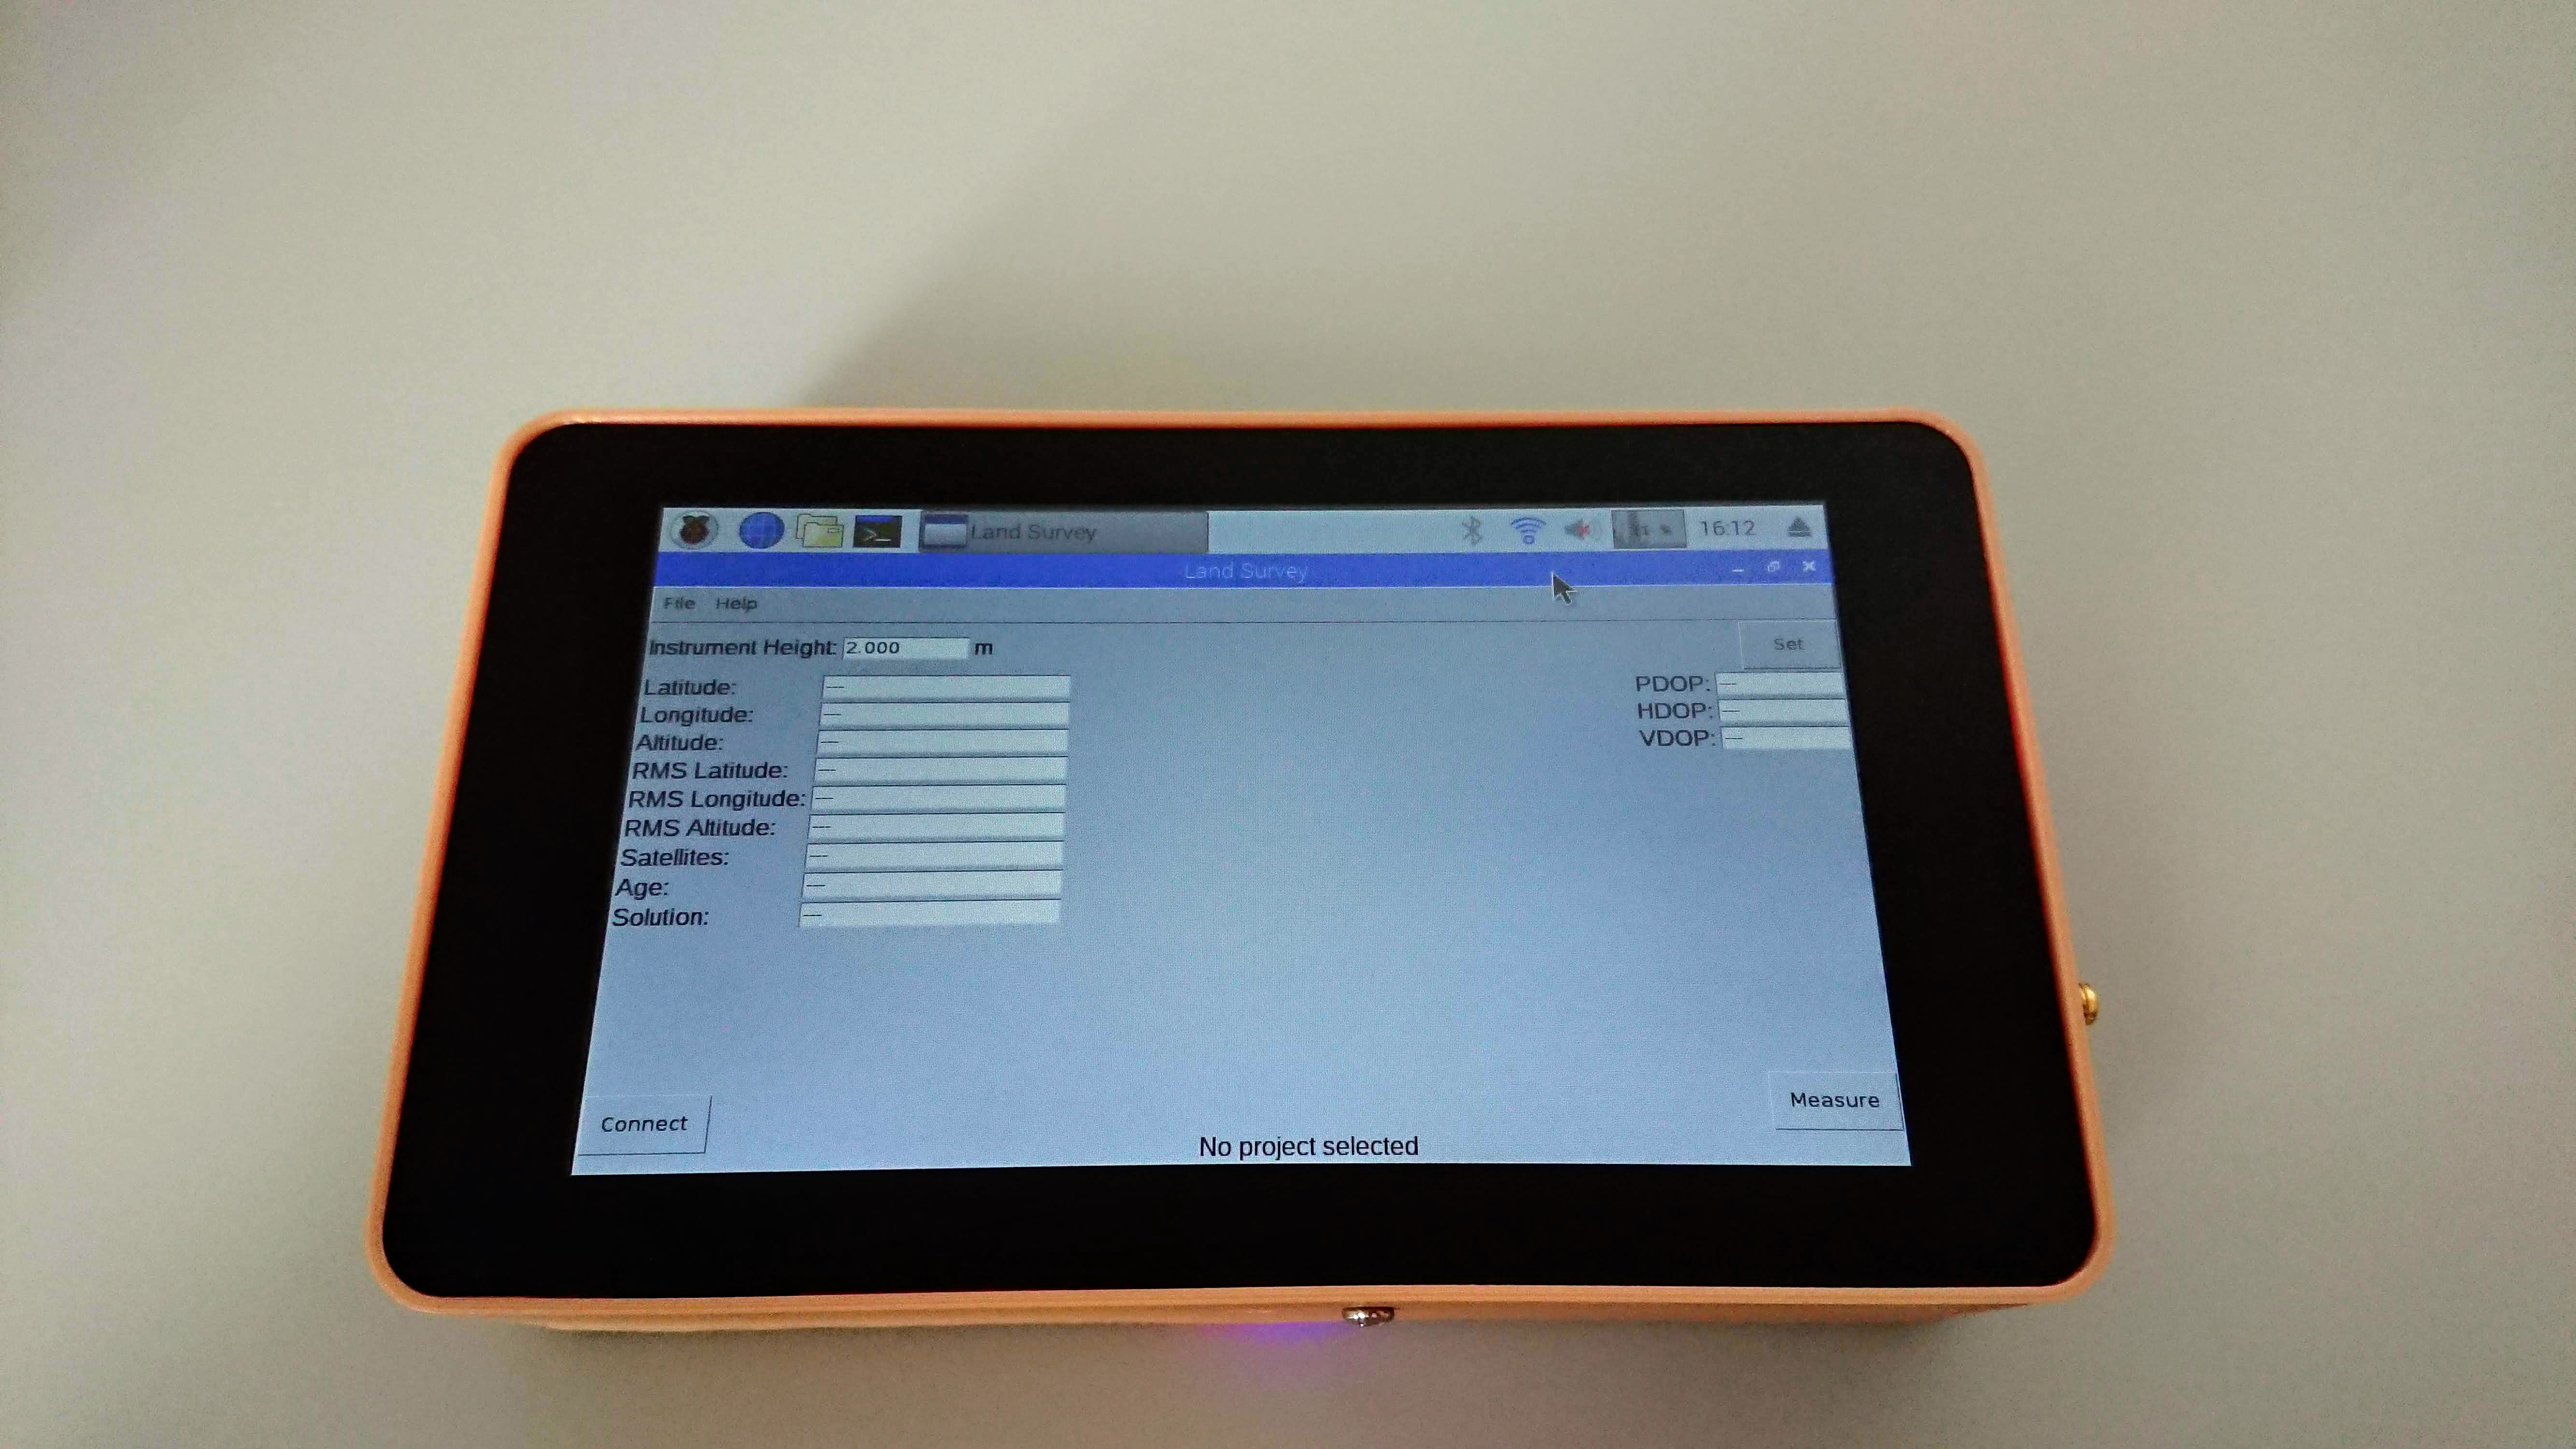 >_ Land Survey 16:12
Land Survey
File Help
Instrument Height: 2.000 m Set
Latitude: --- PDOP: ---
Longitude: --- HDOP: ---
Altitude: --- VDOP: ---
RMS Latitude: ---
RMS Longitude: ---
RMS Altitude: ---
Satellites: ---
Age: ---
Solution: ---
Connect Measure
No project selected